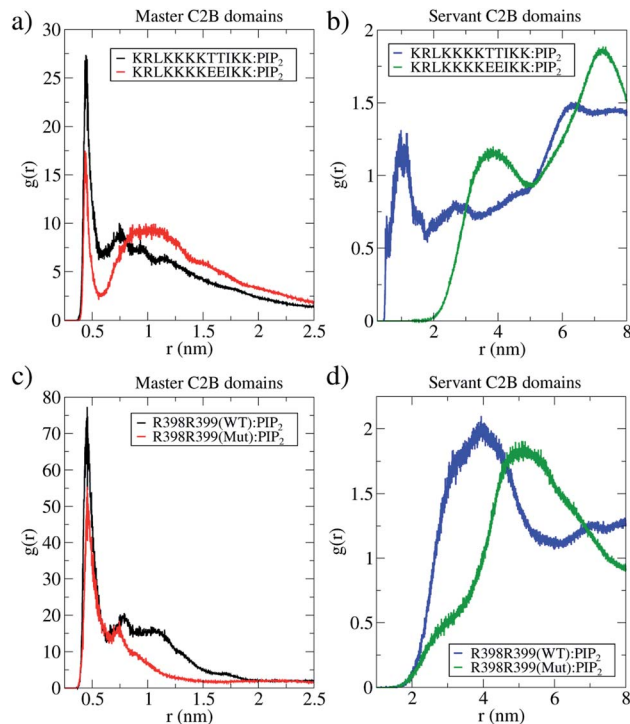 a)
Master C2B domains
KRLKKKKTTIKK:PIP2
KRLKKKKEEIKK:PIP2
g(r)
30
25
20
15
10
5
0
0.5
1
1.5
2
2.5
r (nm)
b)
Servant C2B domains
KRLKKKKTTIKK:PIP2
KRLKKKKEEIKK:PIP2
g(r)
2
1.5
1
0.5
0
0
2
4
6
8
r (nm)
c)
Master C2B domains
R398R399(WT):PIP2
R398R399(Mut):PIP2
g(r)
80
70
60
50
40
30
20
10
0
0.5
1
1.5
2
2.5
r (nm)
d)
Servant C2B domains
g(r)
2
1.5
1
0.5
0
R398R399(WT):PIP2
R398R399(Mut):PIP2
2
4
6
8
r (nm)